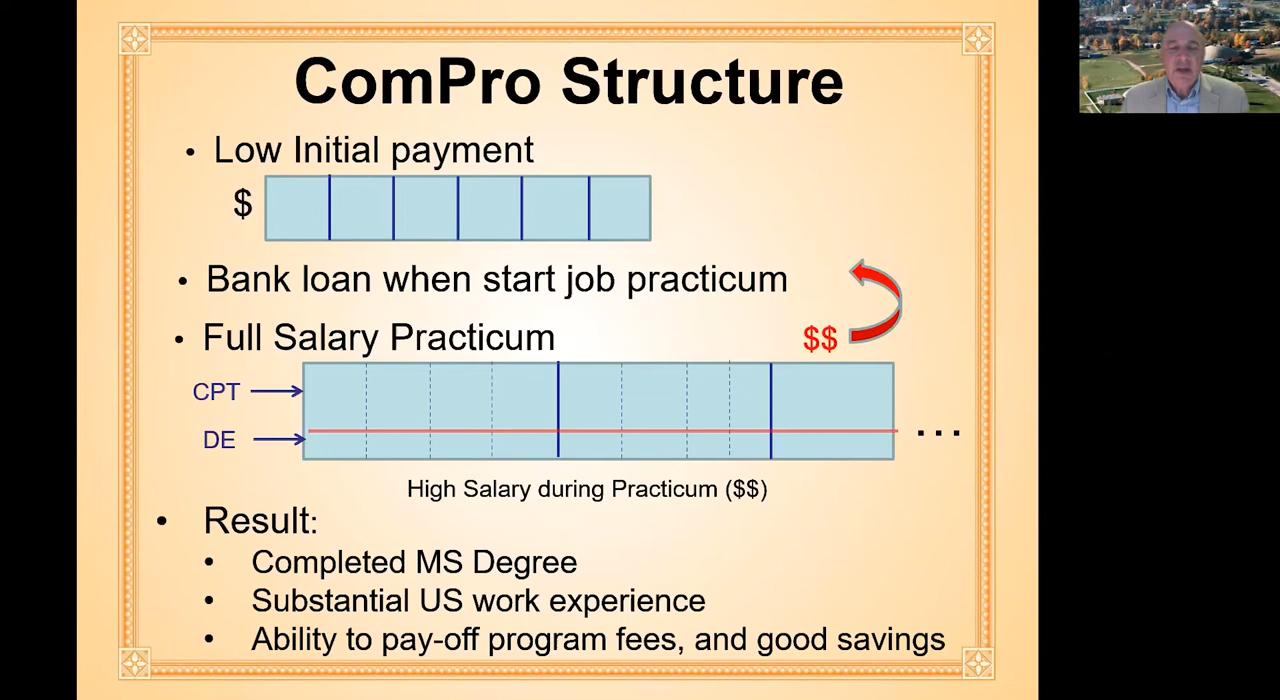 ComPro Structure
• Low Initial payment
$
• Bank loan when start job practicum
• Full Salary Practicum
$$
CPT
DE
...
High Salary during Practicum ($$)
• Result:
• Completed MS Degree
• Substantial US work experience
• Ability to pay-off program fees, and good savings